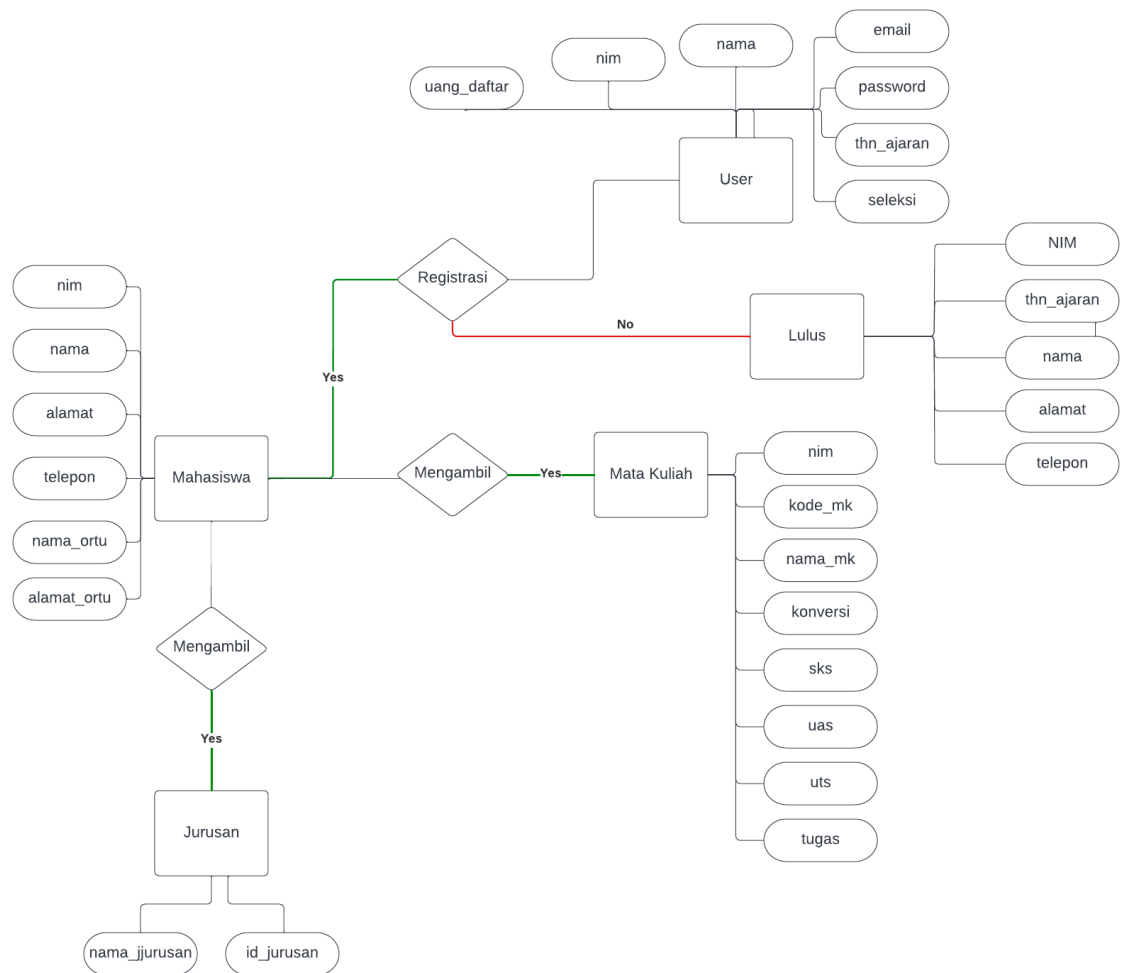 email
nama
nim
uang_daftar
password
thn_ajaran
User
seleksi
NIM
Registrasi
nim
thn_ajaran
No
Lulus
nama
nama
Yes
alamat
alamat
nim
telepon
Mahasiswa
telepon
Mengambil
Yes
Mata Kuliah
kode_mk
nama_ortu
nama_mk
alamat_ortu
konversi
Mengambil
sks
uas
Yes
uts
Jurusan
tugas
nama_jjurusan
id_jurusan